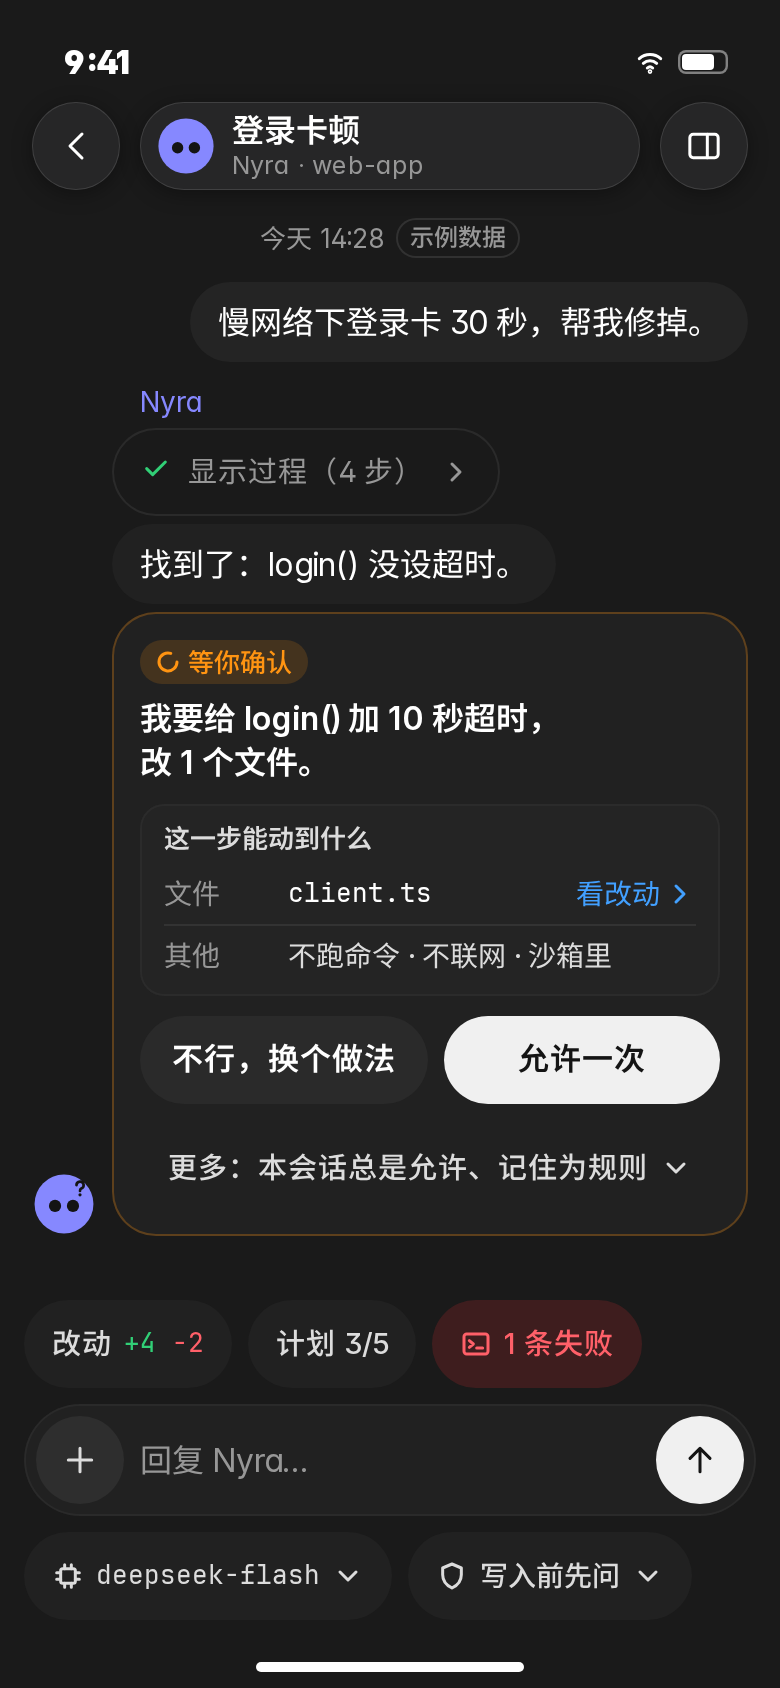 9:41
登录卡顿
Nyra · web-app
今天 14:28 示例数据
慢网络下登录卡 30 秒，帮我修掉。
Nyra
显示过程（4 步）
找到了：login() 没设超时。
等你确认
我要给 login() 加 10 秒超时，
改 1 个文件。
这一步能动到什么
文件 client.ts 看改动
其他 不跑命令 · 不联网 · 沙箱里
不行，换个做法 允许一次
更多：本会话总是允许、记住为规则
?
改动 +4 -2 计划 3/5 1 条失败
回复 Nyra...
deepseek-flash 写入前先问